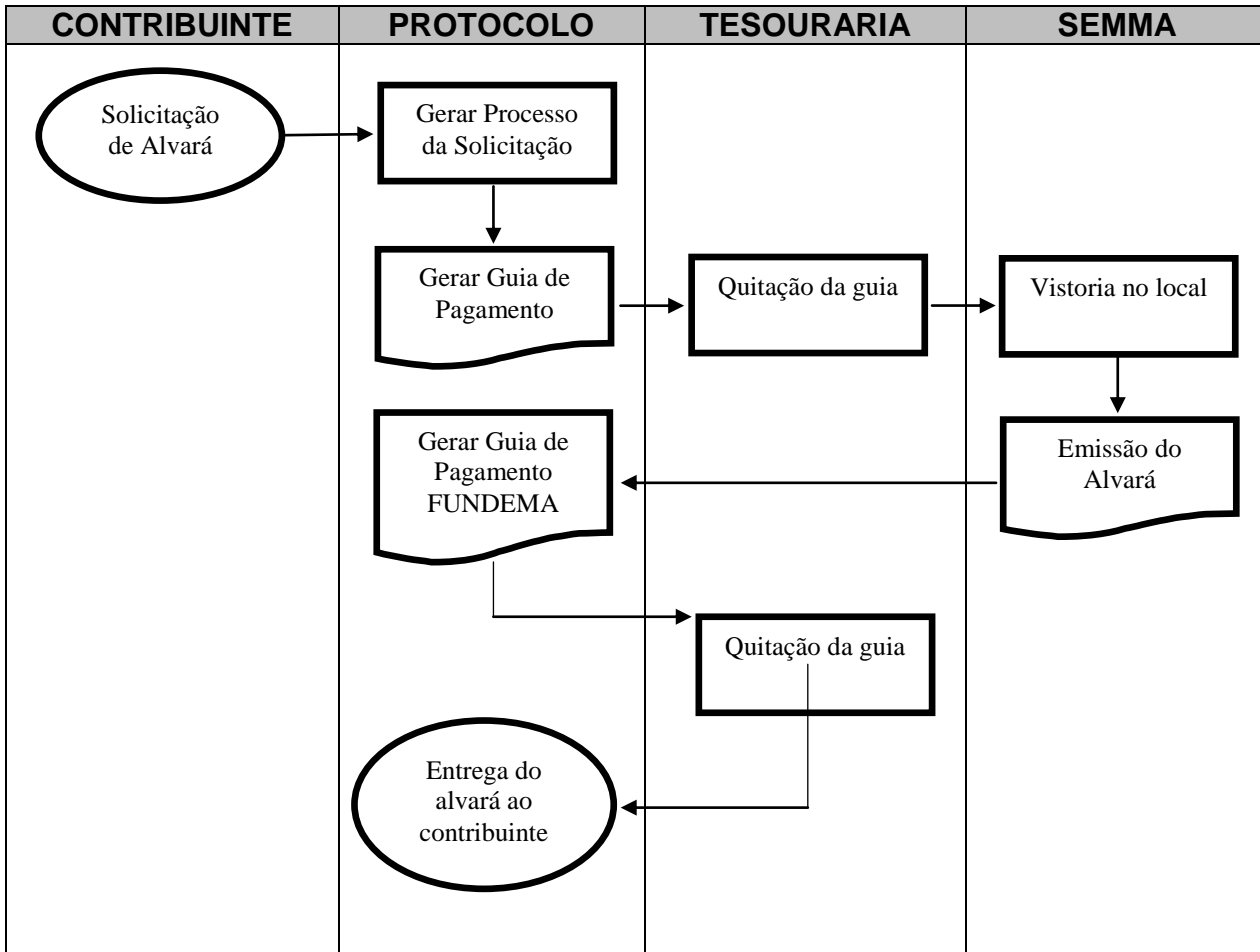 CONTRIBUINTE
PROTOCOLO
TESOURARIA
SEMMA
Solicitação
de Alvará
Gerar Processo
da Solicitação
Gerar Guia de
Pagamento
Quitação da guia
Vistoria no local
Emissão do
Alvará
Gerar Guia de
Pagamento
FUNDEMA
Quitação da guia
Entrega do
alvará ao
contribuinte